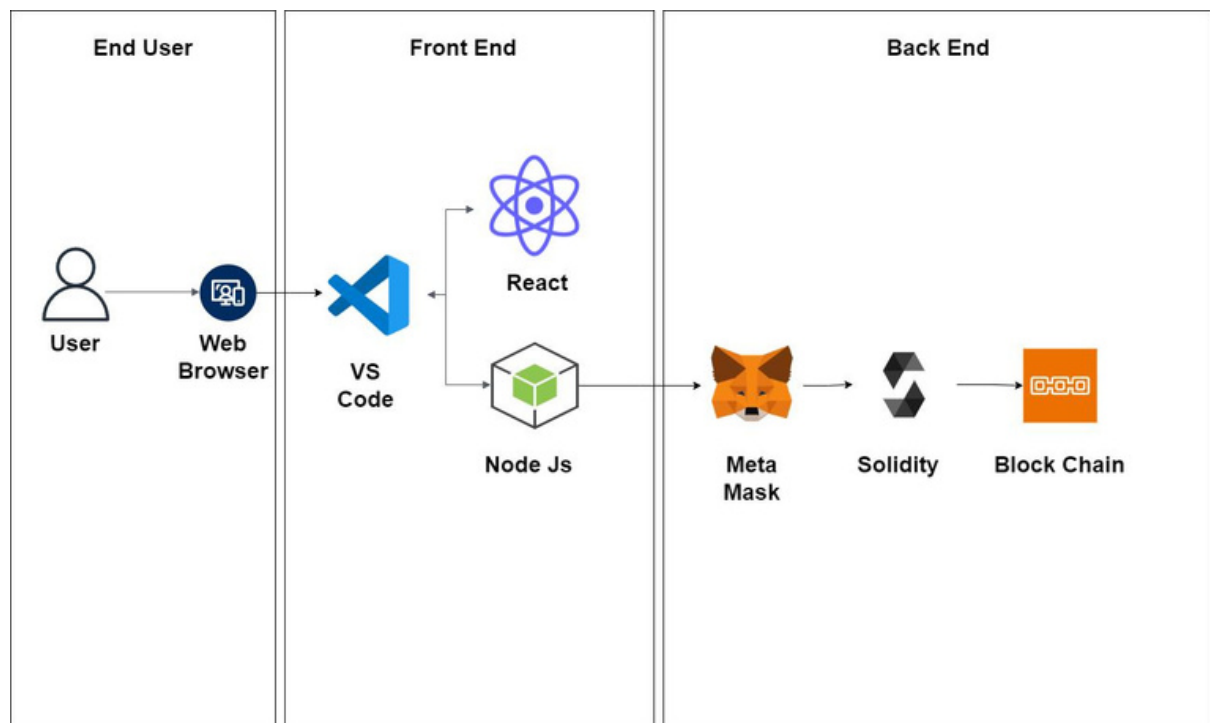 End User
Front End
Back End
React
User
Web
Browser
VS
Code
Node Js
Meta
Mask
Solidity
Block Chain